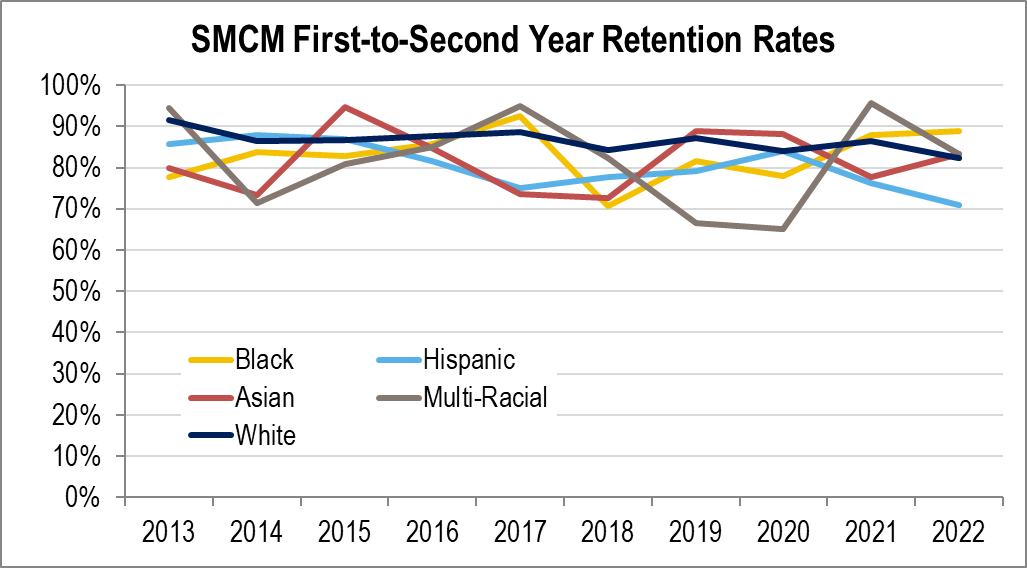 SMCM First-to-Second Year Retention Rates
100%
90%
80%
70%
60%
50%
40%
30%
20%
10%
0%
Black Hispanic
Asian Multi-Racial
White
2013 2014 2015 2016 2017 2018 2019 2020 2021 2022